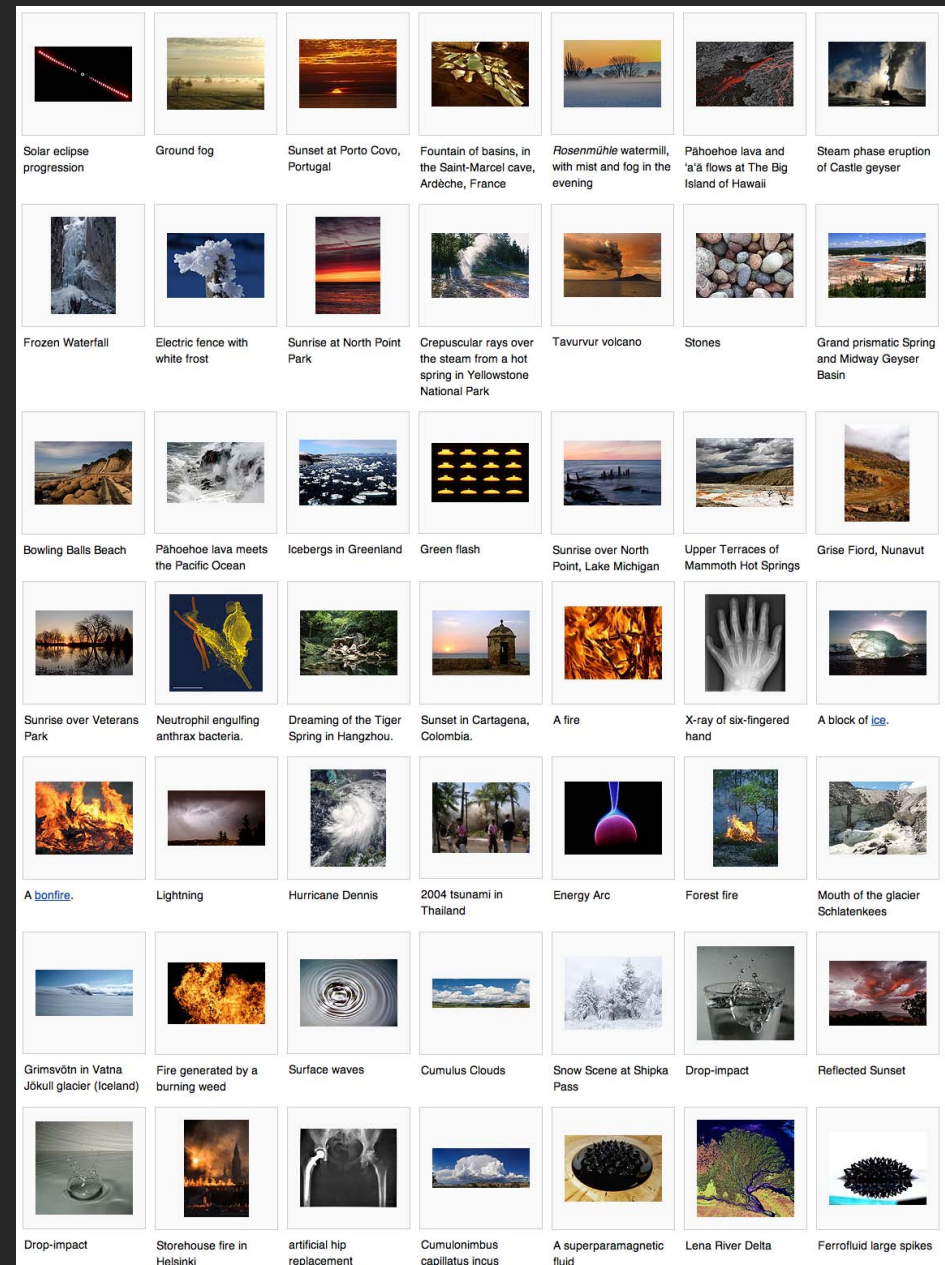 Solar eclipse
progression
Ground fog
Sunset at Porto Covo,
Portugal
Fountain of basins, in
the Saint-Marcel cave,
Ardèche, France
Rosenmühle watermill,
with mist and fog in the
evening
Pāhoehoe lava and
ʻaʻā flows at The Big
Island of Hawaii
Steam phase eruption
of Castle geyser
Frozen Waterfall
Electric fence with
white frost
Sunrise at North Point
Park
Crepuscular rays over
the steam from a hot
spring in Yellowstone
National Park
Tavurvur volcano
Stones
Grand prismatic Spring
and Midway Geyser
Basin
Bowling Balls Beach
Pāhoehoe lava meets
the Pacific Ocean
Icebergs in Greenland
Green flash
Sunrise over North
Point, Lake Michigan
Upper Terraces of
Mammoth Hot Springs
Grise Fiord, Nunavut
Sunrise over Veterans
Park
Neutrophil engulfing
anthrax bacteria.
Dreaming of the Tiger
Spring in Hangzhou.
Sunset in Cartagena,
Colombia.
A fire
X-ray of six-fingered
hand
A block of ice.
A bonfire.
Lightning
Hurricane Dennis
2004 tsunami in
Thailand
Energy Arc
Forest fire
Mouth of the glacier
Schlatenkees
Grimsvötn in Vatna
Jökull glacier (Iceland)
Fire generated by a
burning weed
Surface waves
Cumulus Clouds
Snow Scene at Shipka
Pass
Drop-impact
Reflected Sunset
Drop-impact
Storehouse fire in
Helsinki
artificial hip
replacement
Cumulonimbus
capillatus incus
A superparamagnetic
fluid
Lena River Delta
Ferrofluid large spikes